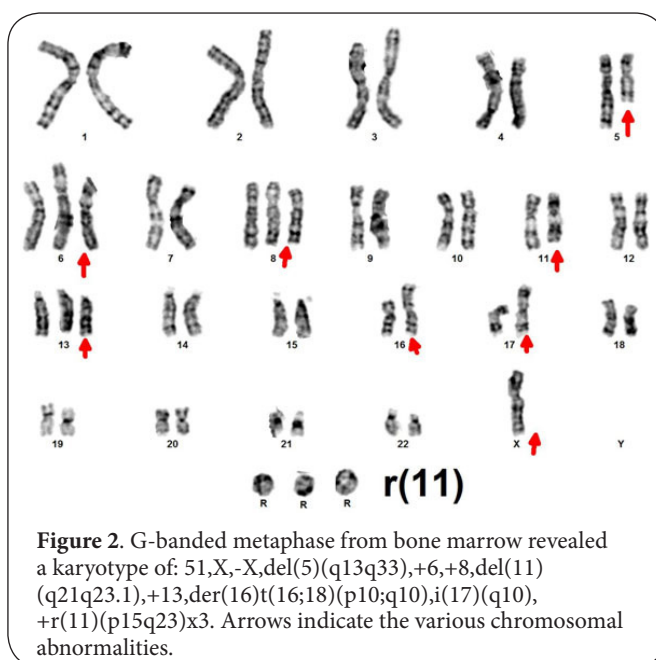 1 2 3 4 5
6 7 8 9 10 11 12
13 14 15 16 17 18
19 20 21 22 X Y
R R R r(11)
Figure 2. G-banded metaphase from bone marrow revealed
a karyotype of: 51,X,-X,del(5)(q13q33),+6,+8,del(11)
(q21q23.1),+13,der(16)t(16;18)(p10;q10),i(17)(q10),
+r(11)(p15q23)x3. Arrows indicate the various chromosomal
abnormalities.